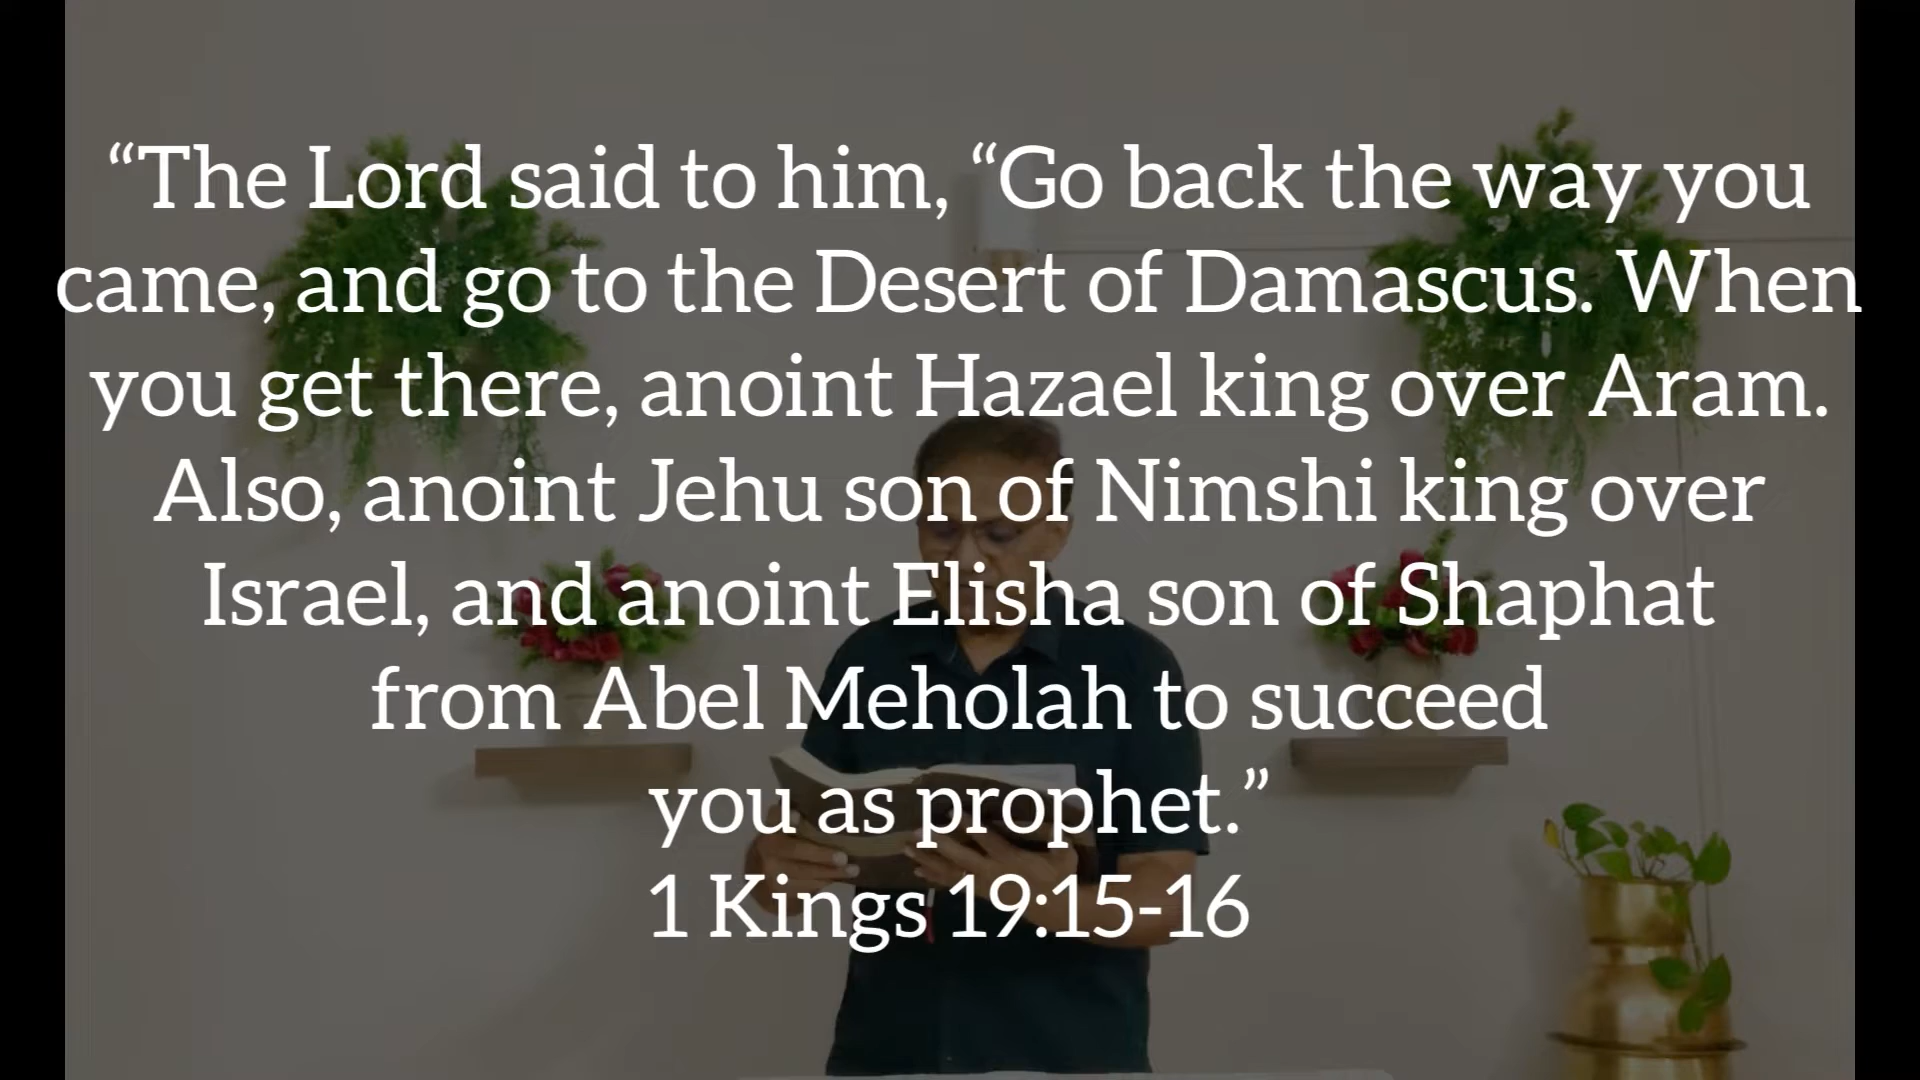 “The Lord said to him, “Go back the way you
came, and go to the Desert of Damascus. When
you get there, anoint Hazael king over Aram.
Also, anoint Jehu son of Nimshi king over
Israel, and anoint Elisha son of Shaphat
from Abel Meholah to succeed
you as prophet.”
1 Kings 19:15-16